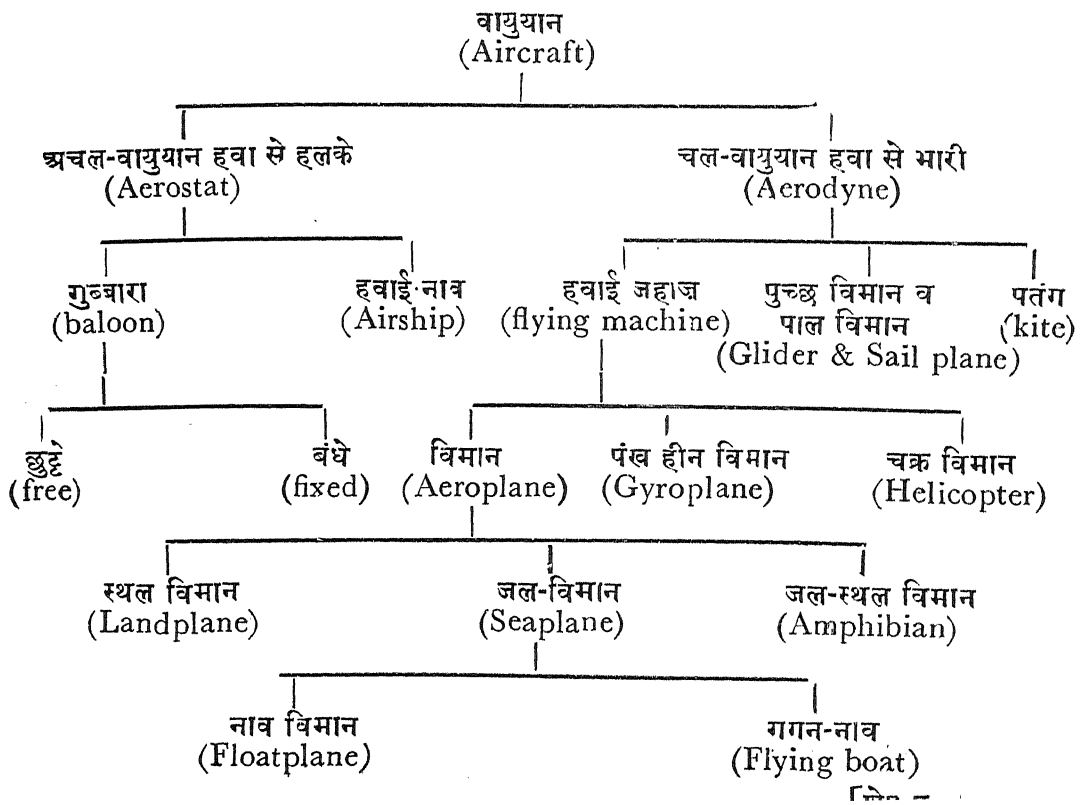 वायुयान
(Aircraft)
अचल-वायुयान हवा से हलके
(Aerostat)
चल-वायुयान हवा से भारी
(Aerodyne)
गुब्बारा
(baloon)
हवाई-नाव
(Airship)
हवाई जहाज़
(flying machine)
पुच्छ विमान व
पाल विमान
(Glider & Sail plane)
पतंग
(kite)
छुट्टे
(free)
बंधे
(fixed)
विमान
(Aeroplane)
पंख हीन विमान
(Gyroplane)
चक्र विमान
(Helicopter)
स्थल विमान
(Landplane)
जल-विमान
(Seaplane)
जल-स्थल विमान
(Amphibian)
नाव विमान
(Floatplane)
गगन-नाव
(Flying boat)